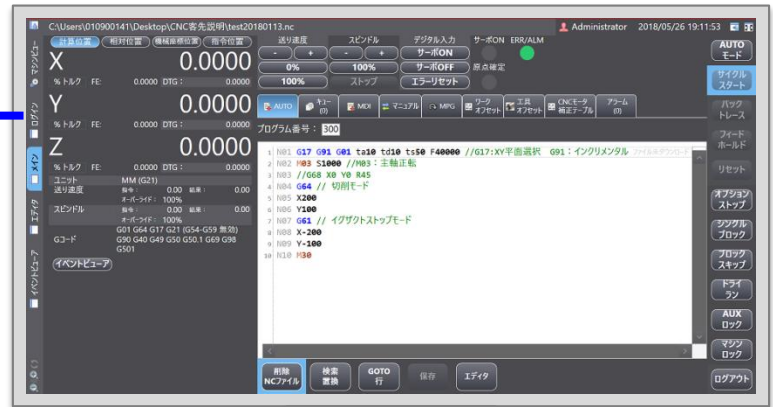 C:\Users\010900141\Desktop\CNC客先説明\test20180113.nc
Administrator 2018/05/26 19:11:53
マシンビュー
ログイン
メイン
エディタ
イベントビューア
計算位置 相対位置 機械座標位置 指令位置
X 0.0000
% トルク FE: 0.0000 DTG: 0.0000
Y 0.0000
% トルク FE: 0.0000 DTG: 0.0000
Z 0.0000
% トルク FE: 0.0000 DTG: 0.0000
ユニット MM (G21)
送り速度 指令: 0.00 結果: 0.00
オーバーライド: 100%
スピンドル 指令: 0.00 結果: 0.00
オーバーライド: 100%
G01 G64 G17 G21 (G54-G59 無効)
Gコード G90 G40 G49 G50 G50.1 G69 G98
G501
イベントビューア
送り速度 スピンドル デジタル入力 サーボON ERR/ALM
- + - + サーボON
0% 100% サーボOFF 原点確定
100% ストップ エラーリセット
AUTO
キュー (0)
MDI
マニュアル
MPG
ワーク オフセット
工具 オフセット
CNCモータ 補正テーブル
アラーム (0)
プログラム番号: 300
1 N01 G17 G91 G01 ta10 td10 ts50 F40000 //G17:XY平面選択 G91:インクリメンタル
2 N02 M03 S1000 //M03:主軸正転
3 N03 //G68 X0 Y0 R45
4 N04 G64 // 切削モード
5 N05 X200
6 N06 Y100
7 N07 G61 // イグザクトストップモード
8 N08 X-200
9 N09 Y-100
10 N10 M30
削除 NCファイル
検索 置換
GOTO 行
保存
エディタ
AUTO モード
サイクル スタート
バック トレース
フィード ホールド
リセット
オプション ストップ
シングル ブロック
ブロック スキップ
ドライ ラン
AUX ロック
マシン ロック
ログアウト